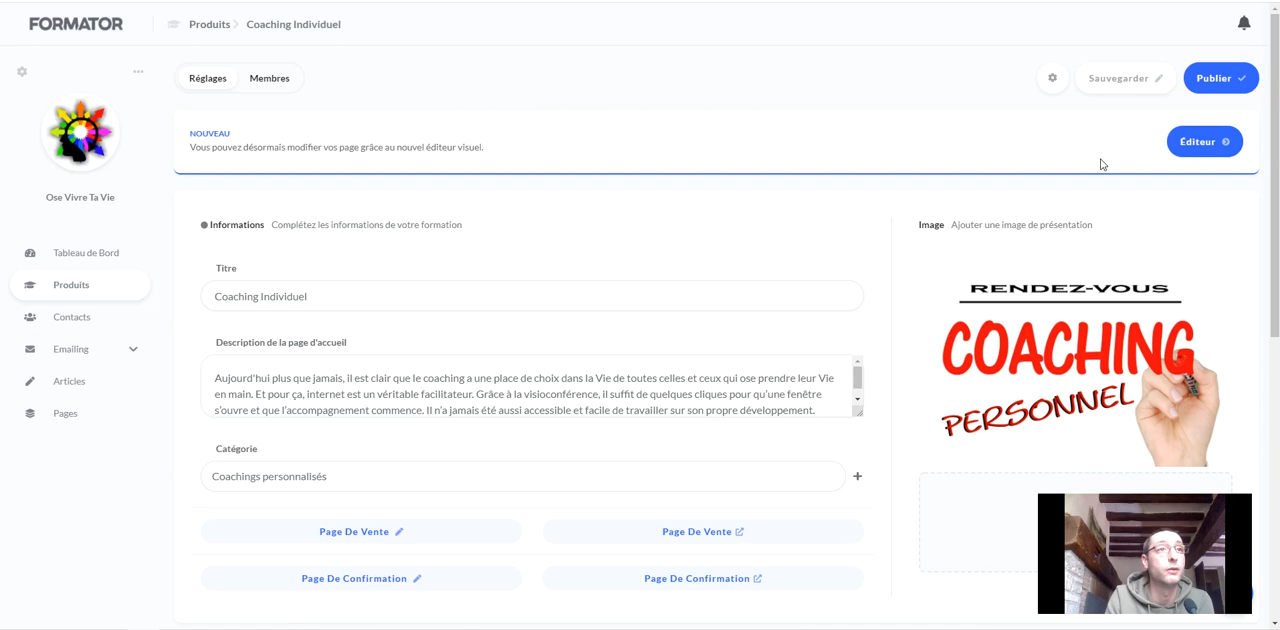 FORMATOR
Produits
Coaching Individuel
Réglages
Membres
Sauvegarder
Publier
NOUVEAU
Vous pouvez désormais modifier vos page grâce au nouvel éditeur visuel.
Éditeur
Ose Vivre Ta Vie
Tableau de Bord
Produits
Contacts
Emailing
Articles
Pages
Informations Complétez les informations de votre formation
Titre
Coaching Individuel
Description de la page d'accueil
Aujourd'hui plus que jamais, il est clair que le coaching a une place de choix dans la Vie de toutes celles et ceux qui ose prendre leur Vie
en main. Et pour ça, internet est un véritable facilitateur. Grâce à la visioconférence, il suffit de quelques cliques pour qu'une fenêtre
s'ouvre et que l'accompagnement commence. Il n'a jamais été aussi accessible et facile de travailler sur son propre développement.
Catégorie
Coachings personnalisés
Page De Vente
Page De Vente
Page De Confirmation
Page De Confirmation
Image Ajouter une image de présentation
RENDEZ-VOUS
COACHING
PERSONNEL